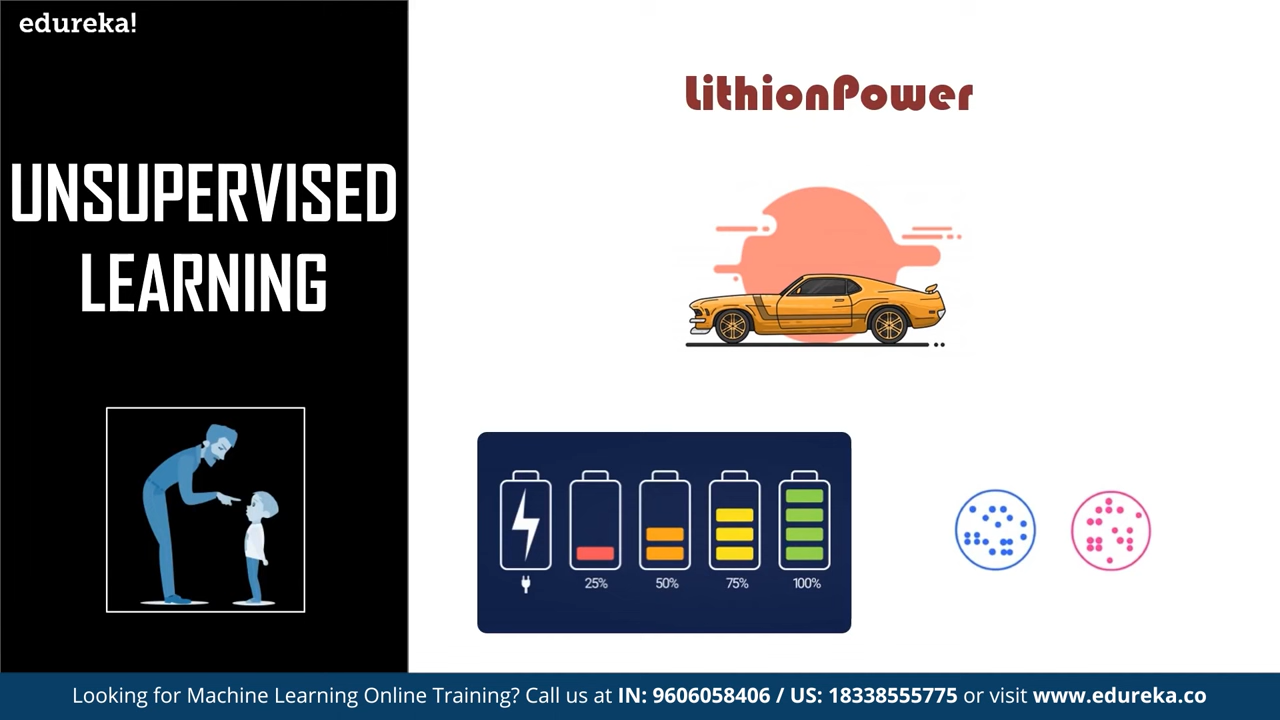 edureka!
UNSUPERVISED
LEARNING
LithionPower
25%
50%
75%
100%
Looking for Machine Learning Online Training? Call us at IN: 9606058406 / US: 18338555775 or visit www.edureka.co